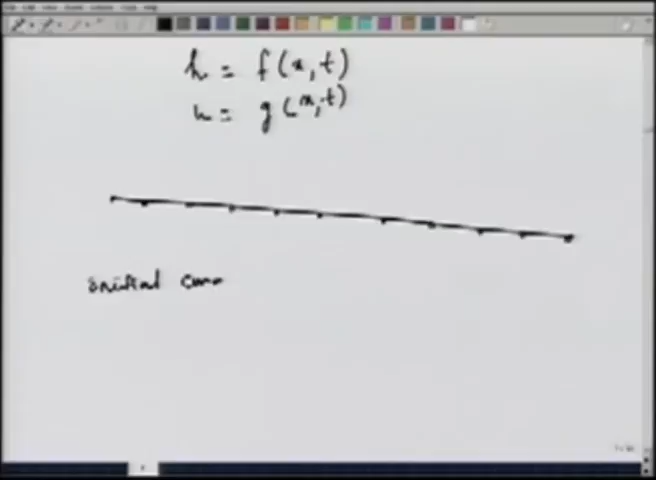 h = f(x,t)
u = g(x,t)
initial con